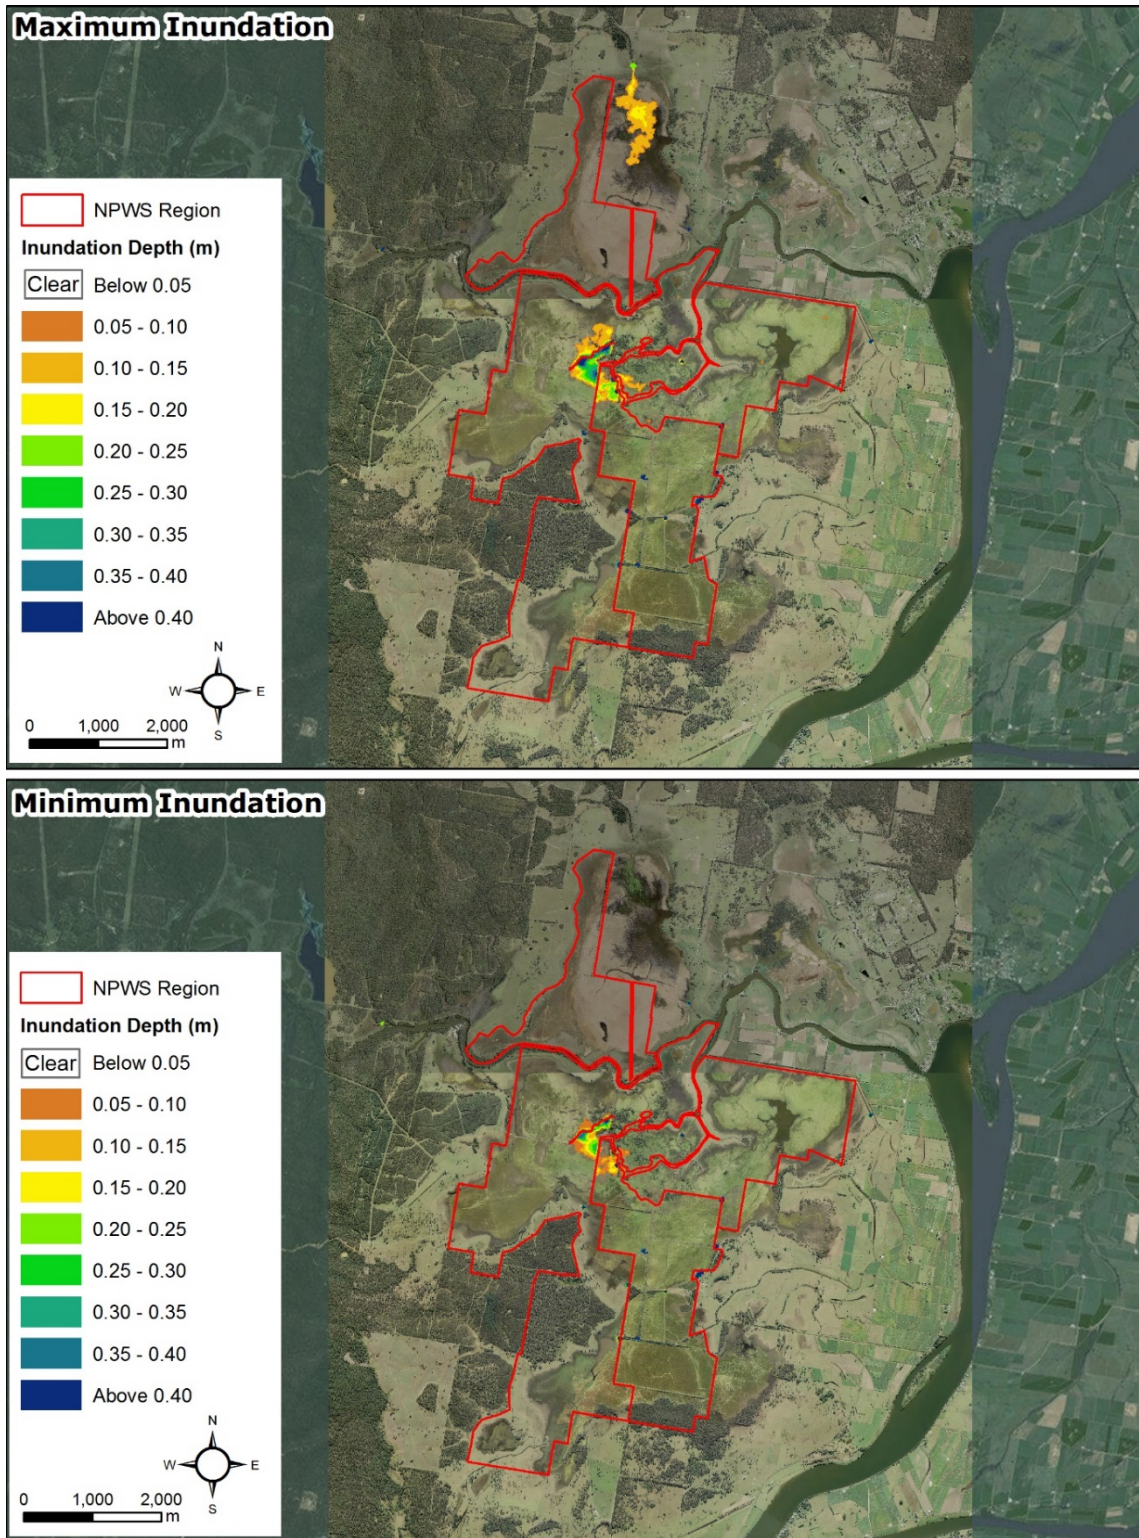 Maximum Inundation
NPWS Region
Inundation Depth (m)
Clear Below 0.05
0.05 - 0.10
0.10 - 0.15
0.15 - 0.20
0.20 - 0.25
0.25 - 0.30
0.30 - 0.35
0.35 - 0.40
Above 0.40
N
W E
S
0 1,000 2,000
m
Minimum Inundation
NPWS Region
Inundation Depth (m)
Clear Below 0.05
0.05 - 0.10
0.10 - 0.15
0.15 - 0.20
0.20 - 0.25
0.25 - 0.30
0.30 - 0.35
0.35 - 0.40
Above 0.40
N
W E
S
0 1,000 2,000
m